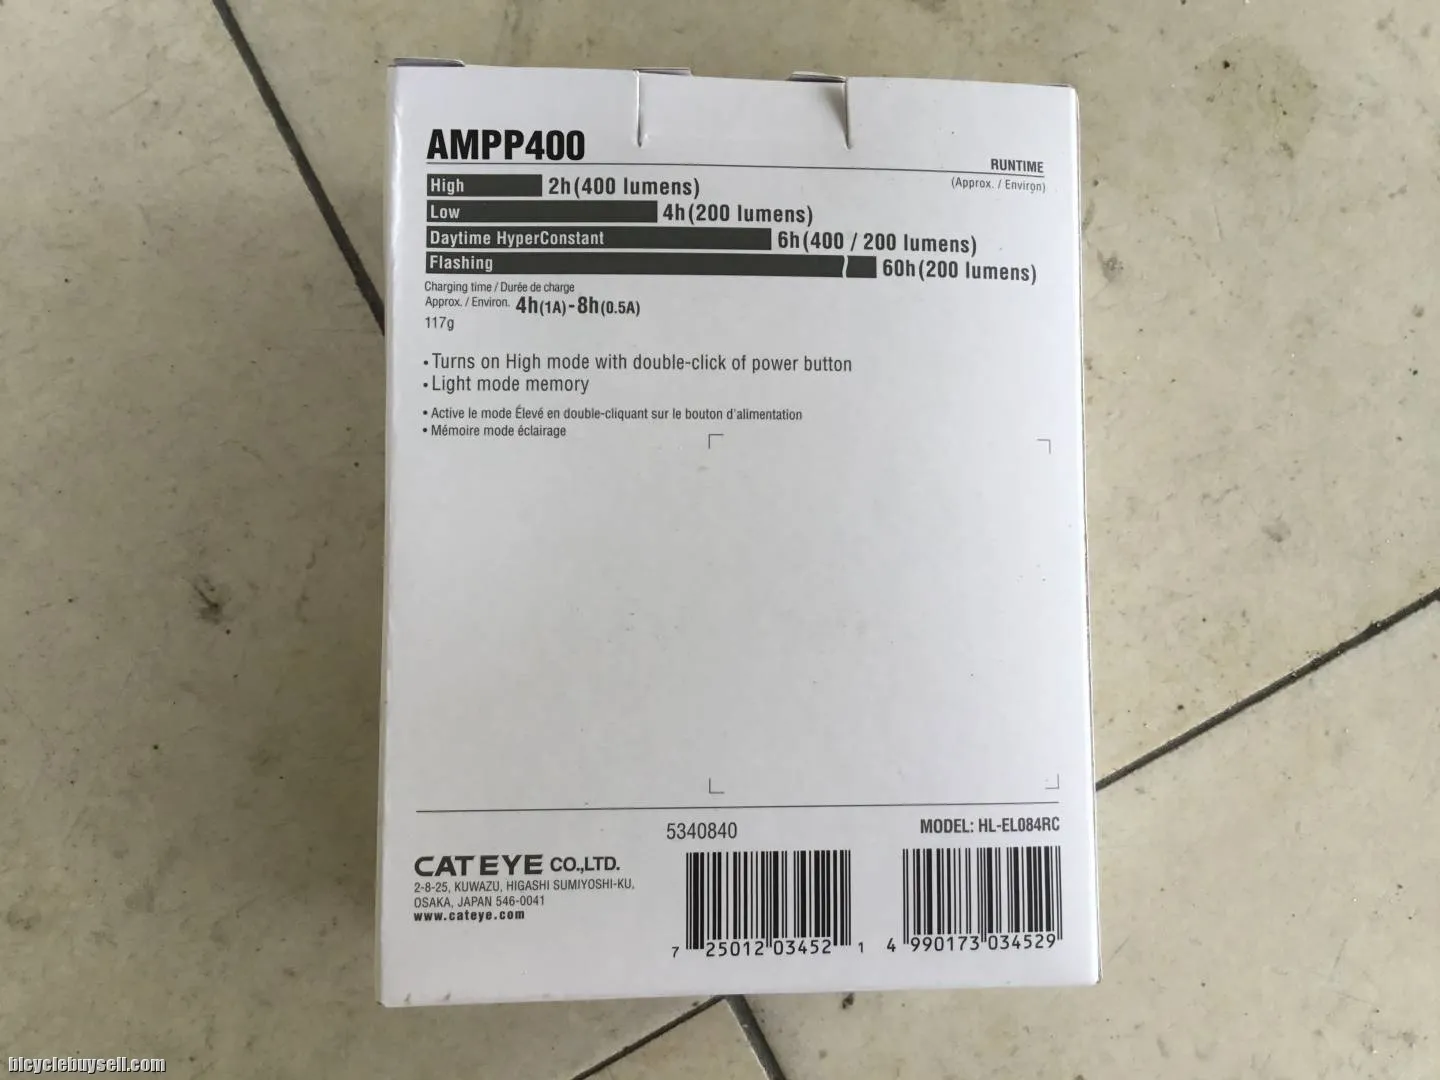 AMPP400
RUNTIME
(Approx. / Environ)
High 2h(400 lumens)
Low 4h(200 lumens)
Daytime HyperConstant 6h(400 / 200 lumens)
Flashing 60h(200 lumens)
Charging time / Durée de charge
Approx. / Environ. 4h(1A)-8h(0.5A)
117g
• Turns on High mode with double-click of power button
• Light mode memory
• Active le mode Élevé en double-cliquant sur le bouton d'alimentation
• Mémoire mode éclairage
5340840
MODEL: HL-EL084RC
CATEYE CO.,LTD.
2-8-25, KUWAZU, HIGASHI SUMIYOSHI-KU,
OSAKA, JAPAN 546-0041
www.cateye.com
7 25012 03452 1
4 990173 034529
bicyclebuysell.com